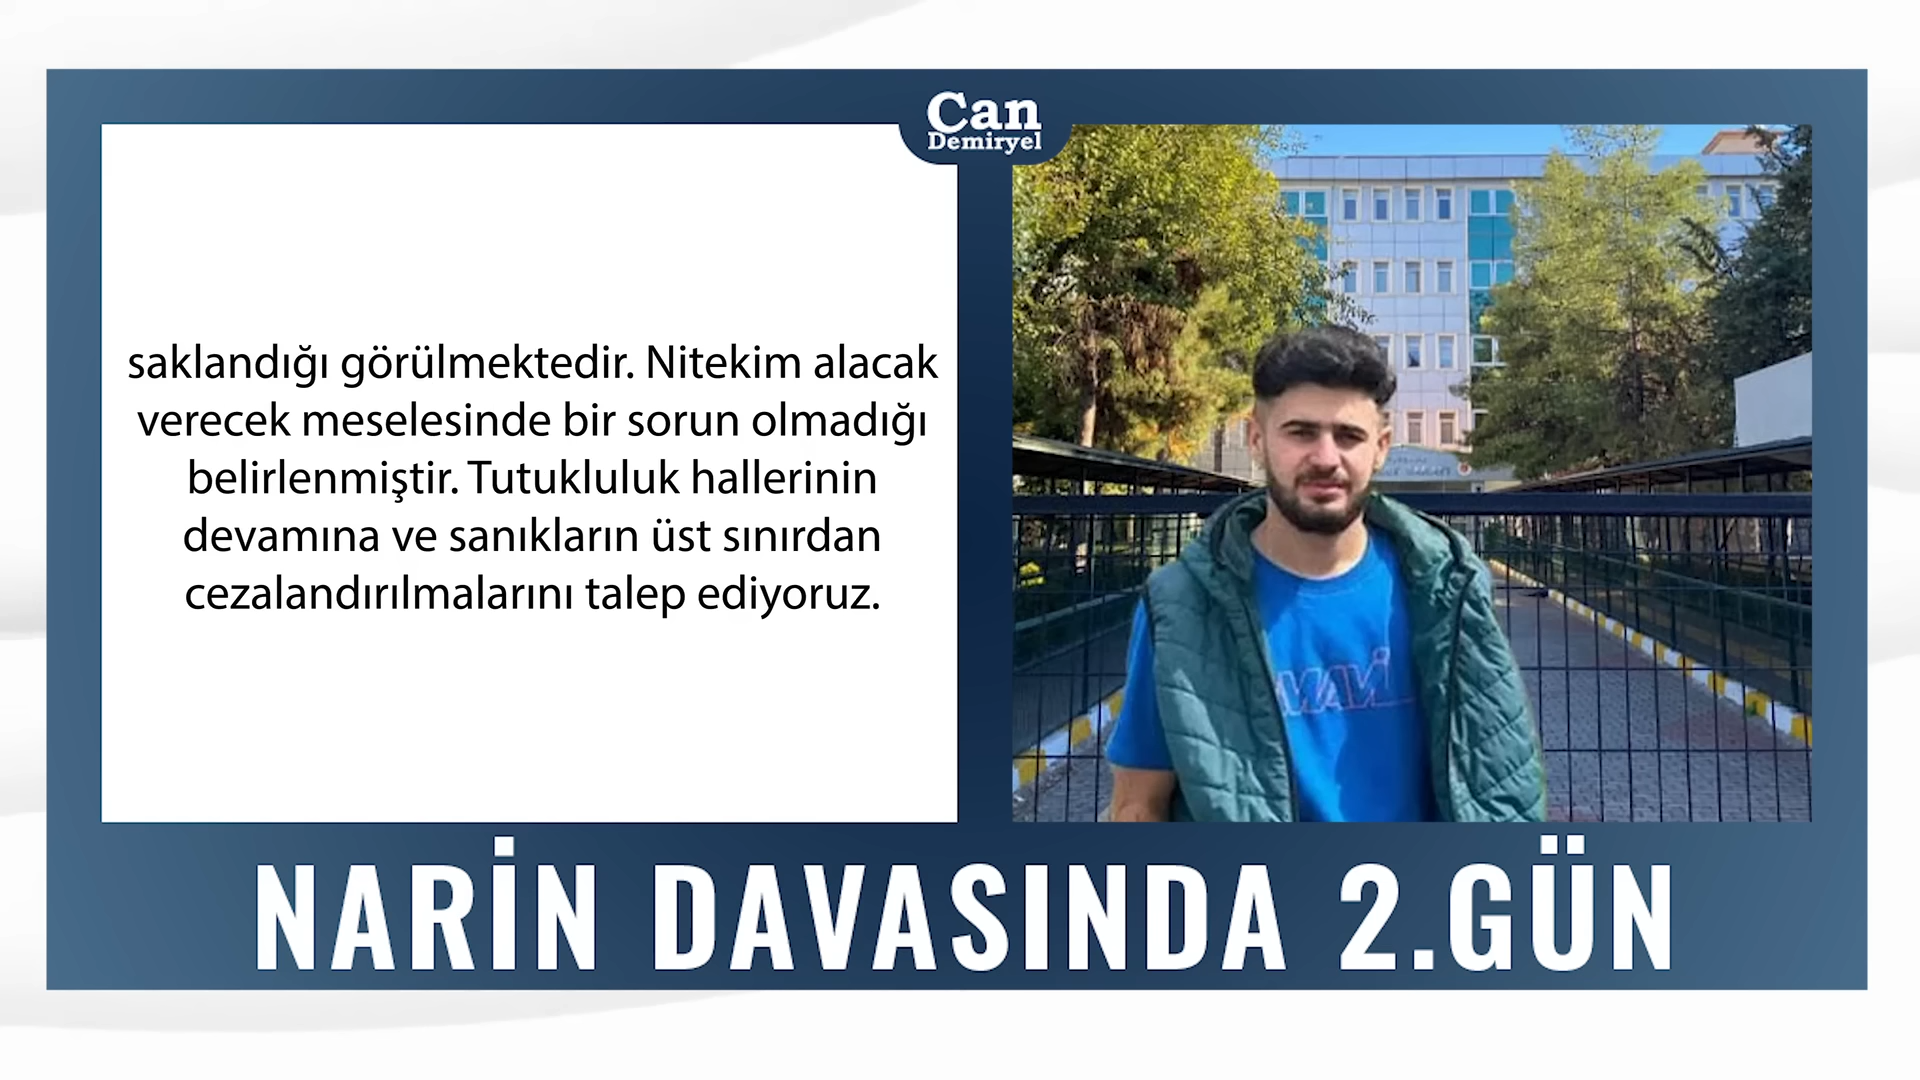 Can
Demiryel
saklandığı görülmektedir. Nitekim alacak
verecek meselesinde bir sorun olmadığı
belirlenmiştir. Tutukluluk hallerinin
devamına ve sanıkların üst sınırdan
cezalandırılmalarını talep ediyoruz.
MAVİ
NARİN DAVASINDA 2.GÜN